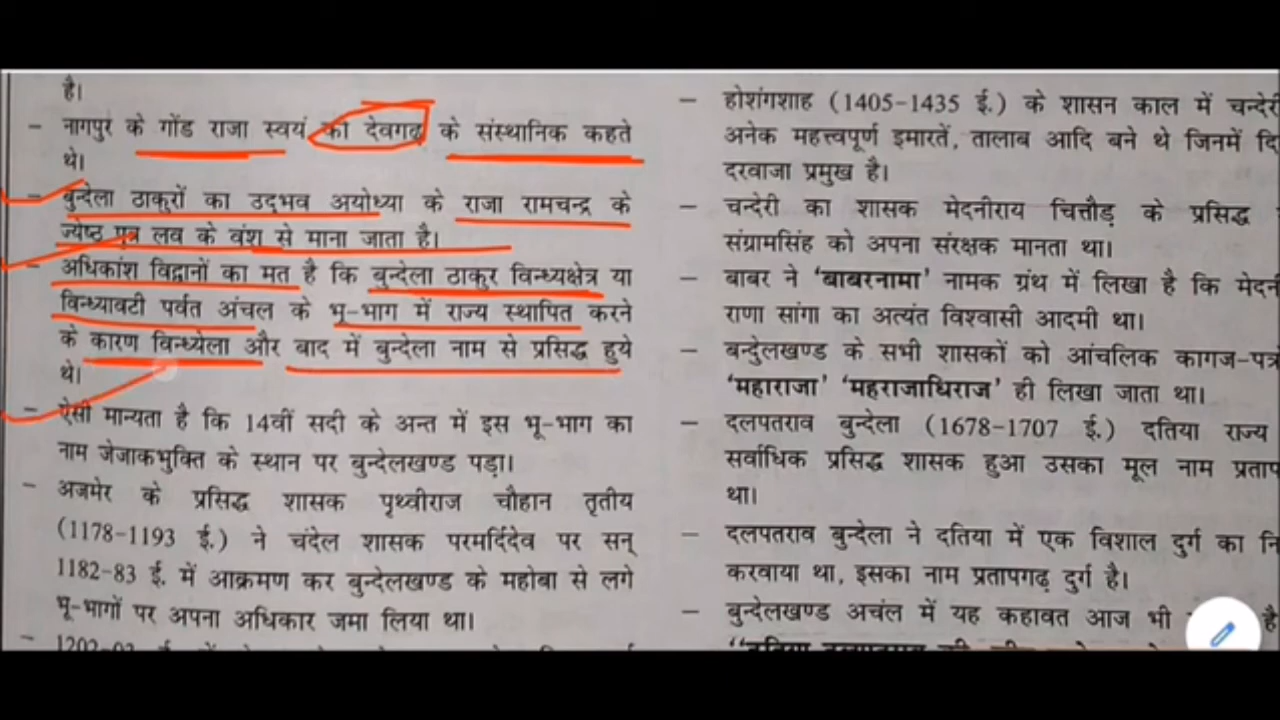 है।
– नागपुर के गोंड राजा स्वयं को देवगढ़ के संस्थानिक कहते
थे।
– बुन्देला ठाकुरों का उद्भव अयोध्या के राजा रामचन्द्र के
ज्येष्ठ पुत्र लव के वंश से माना जाता है।
– अधिकांश विद्वानों का मत है कि बुन्देला ठाकुर विन्ध्यक्षेत्र या
विन्ध्यावटी पर्वत अंचल के भू-भाग में राज्य स्थापित करने
के कारण विन्ध्येला और बाद में बुन्देला नाम से प्रसिद्ध हुये
थे।
– ऐसी मान्यता है कि 14वीं सदी के अन्त में इस भू-भाग का
नाम जेजाकभुक्ति के स्थान पर बुन्देलखण्ड पड़ा।
– अजमेर के प्रसिद्ध शासक पृथ्वीराज चौहान तृतीय
(1178-1193 ई.) ने चंदेल शासक परमर्दिदेव पर सन्
1182-83 ई. में आक्रमण कर बुन्देलखण्ड के महोबा से लगे
भू-भागों पर अपना अधिकार जमा लिया था।
– होशंगशाह (1405-1435 ई.) के शासन काल में चन्देरी
अनेक महत्त्वपूर्ण इमारतें, तालाब आदि बने थे जिनमें
दरवाजा प्रमुख है।
– चन्देरी का शासक मेदनीराय चित्तौड़ के प्रसिद्ध
संग्रामसिंह को अपना संरक्षक मानता था।
– बाबर ने ‘बाबरनामा’ नामक ग्रंथ में लिखा है कि
राणा सांगा का अत्यंत विश्वासी आदमी था।
– बन्देुलखण्ड के सभी शासकों को आंचलिक
‘महाराजा’ ‘महराजाधिराज’ ही लिखा जाता था।
– दलपतराव बुन्देला (1678-1707 ई.) दतिया राज्य
सर्वाधिक प्रसिद्ध शासक हुआ उसका मूल नाम
था।
– दलपतराव बुन्देला ने दतिया में एक विशाल दुर्ग का
करवाया था, इसका नाम प्रतापगढ़ दुर्ग है।
– बुन्देलखण्ड अचंल में यह कहावत आज भी